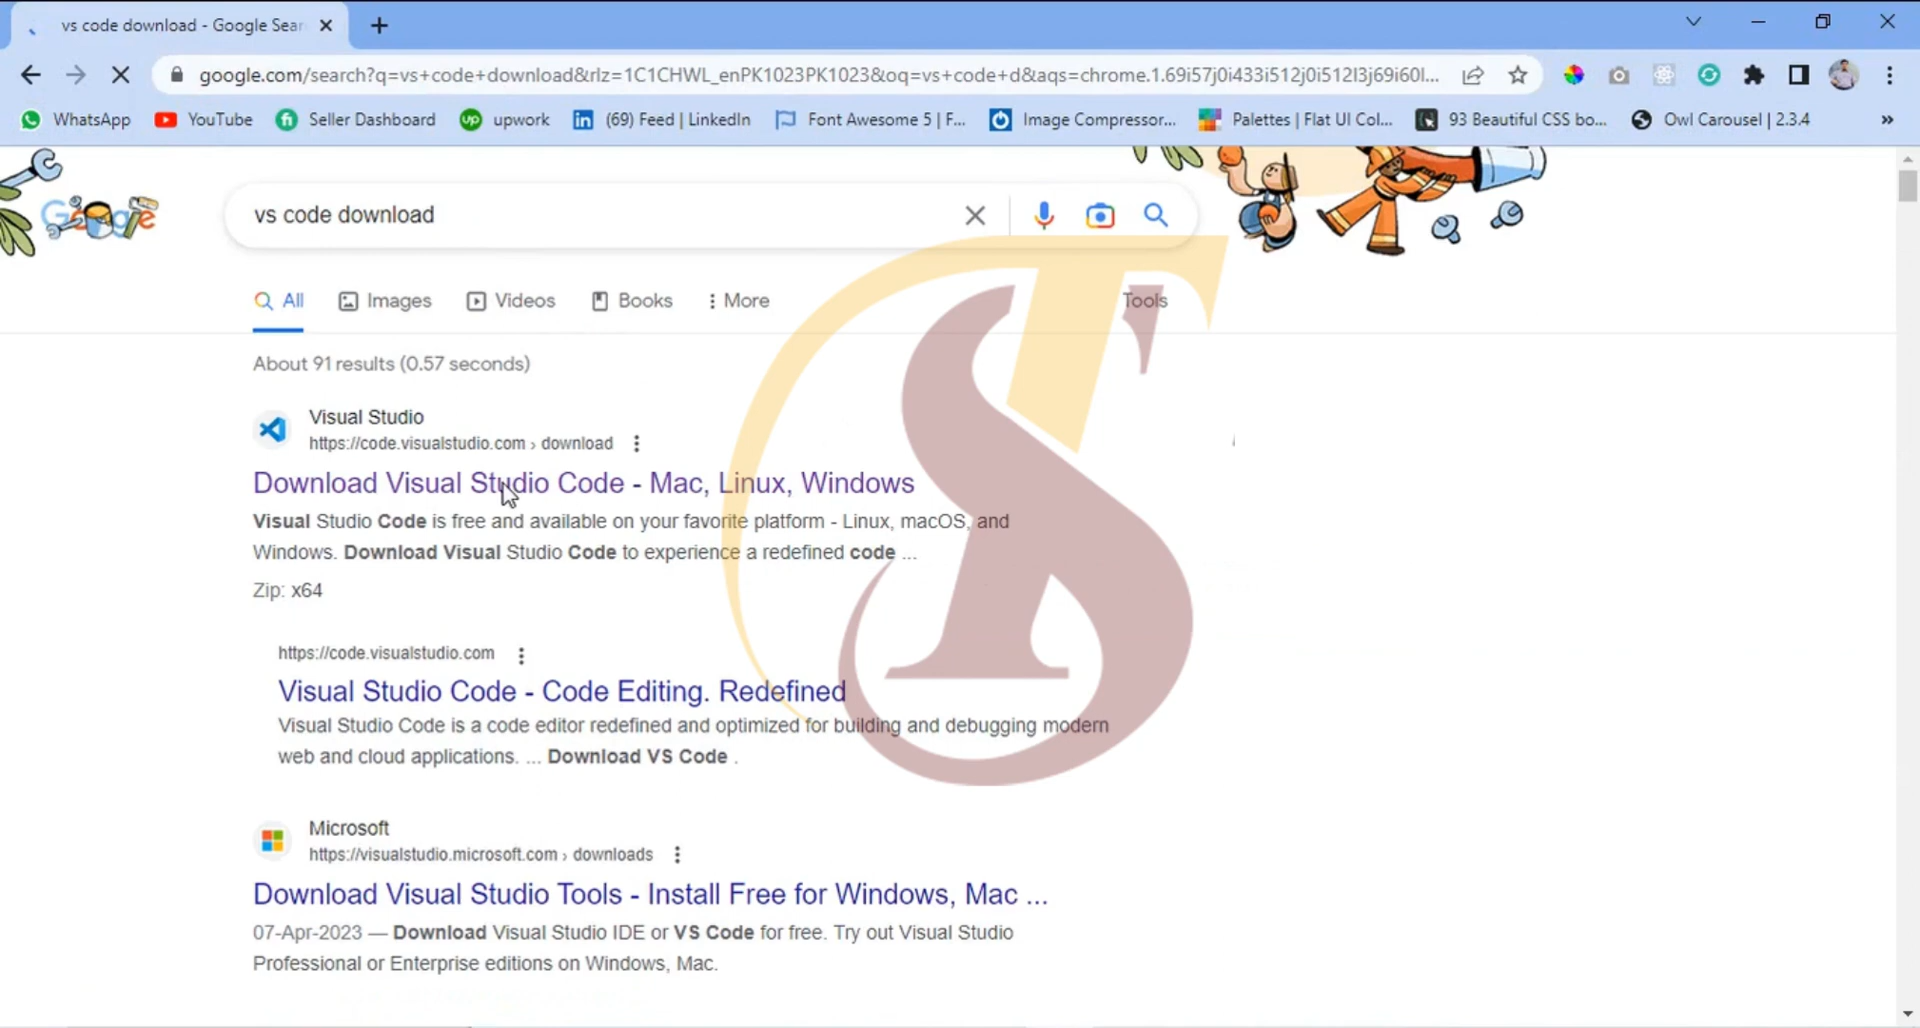 vs code download - Google Sear
google.com/search?q=vs+code+download&rlz=1C1CHWL_enPK1023PK1023&oq=vs+code+d&aqs=chrome.1.69i57j0i433i512j0i512l3j69i60l...
WhatsApp YouTube Seller Dashboard upwork (69) Feed | LinkedIn Font Awesome 5 | F... Image Compressor... Palettes | Flat UI Col... 93 Beautiful CSS bo... Owl Carousel | 2.3.4 »
Google
vs code download
All Images Videos Books More Tools
About 91 results (0.57 seconds)
Visual Studio
https://code.visualstudio.com › download
Download Visual Studio Code - Mac, Linux, Windows
Visual Studio Code is free and available on your favorite platform - Linux, macOS, and
Windows. Download Visual Studio Code to experience a redefined code ...
Zip: x64
https://code.visualstudio.com
Visual Studio Code - Code Editing. Redefined
Visual Studio Code is a code editor redefined and optimized for building and debugging modern
web and cloud applications. ... Download VS Code .
Microsoft
https://visualstudio.microsoft.com › downloads
Download Visual Studio Tools - Install Free for Windows, Mac ...
07-Apr-2023 — Download Visual Studio IDE or VS Code for free. Try out Visual Studio
Professional or Enterprise editions on Windows, Mac.